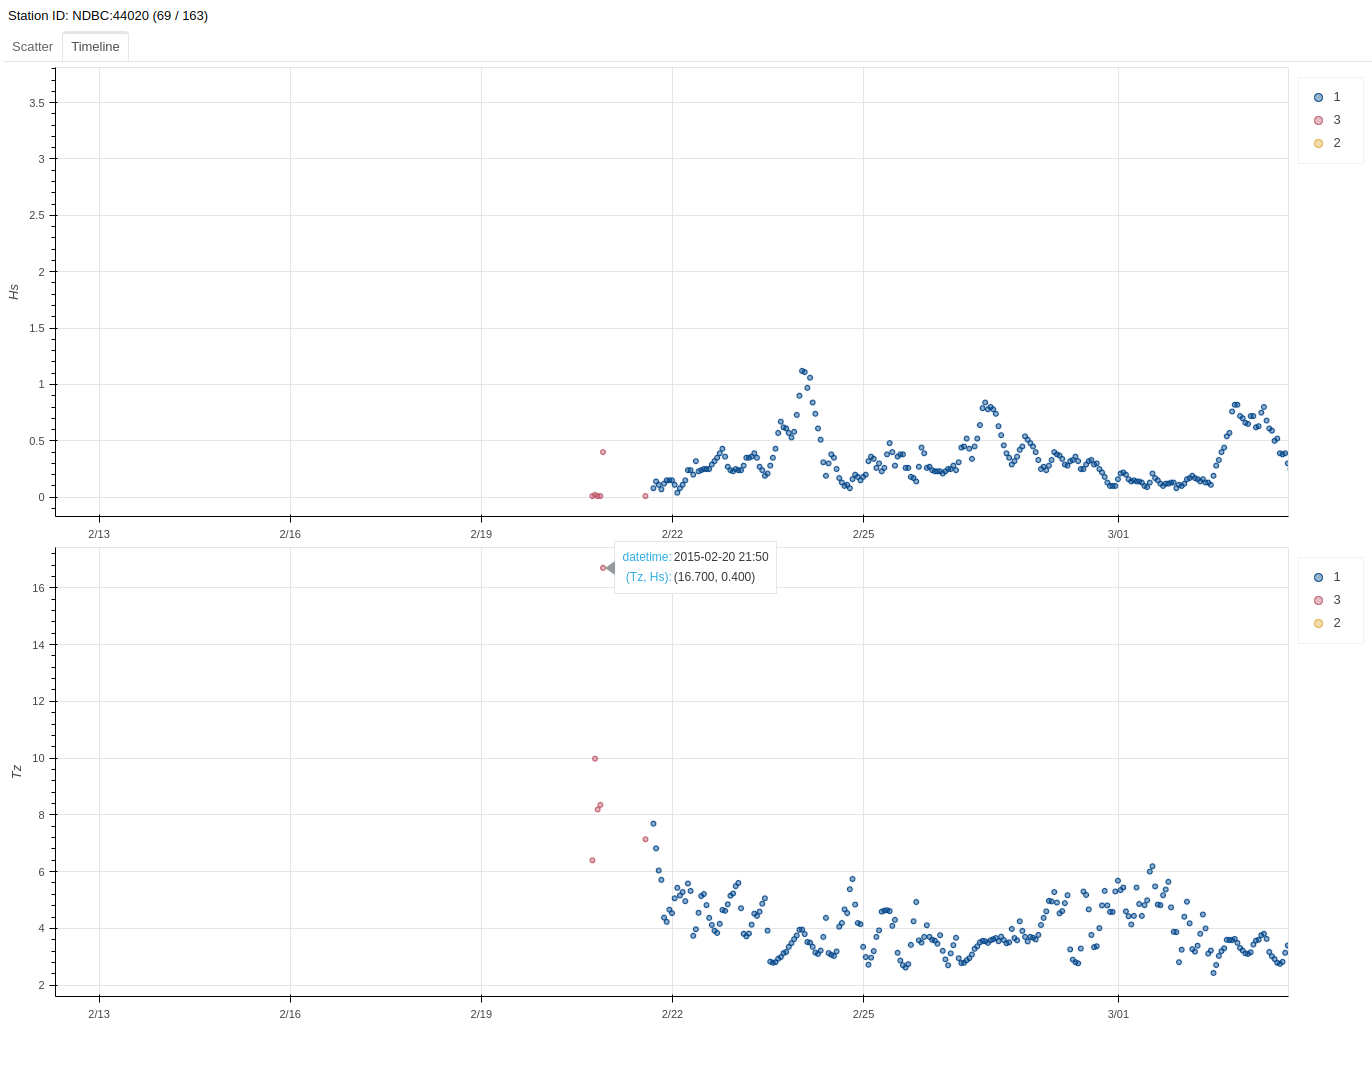 Station ID: NDBC:44020 (69 / 163)
Scatter Timeline
3.5
3
2.5
2
1.5
1
0.5
0
Hs
2/13 2/16 2/19 2/22 2/25 3/01
1
3
2
datetime: 2015-02-20 21:50
(Tz, Hs): (16.700, 0.400)
16
14
12
10
8
6
4
2
Tz
2/13 2/16 2/19 2/22 2/25 3/01
1
3
2